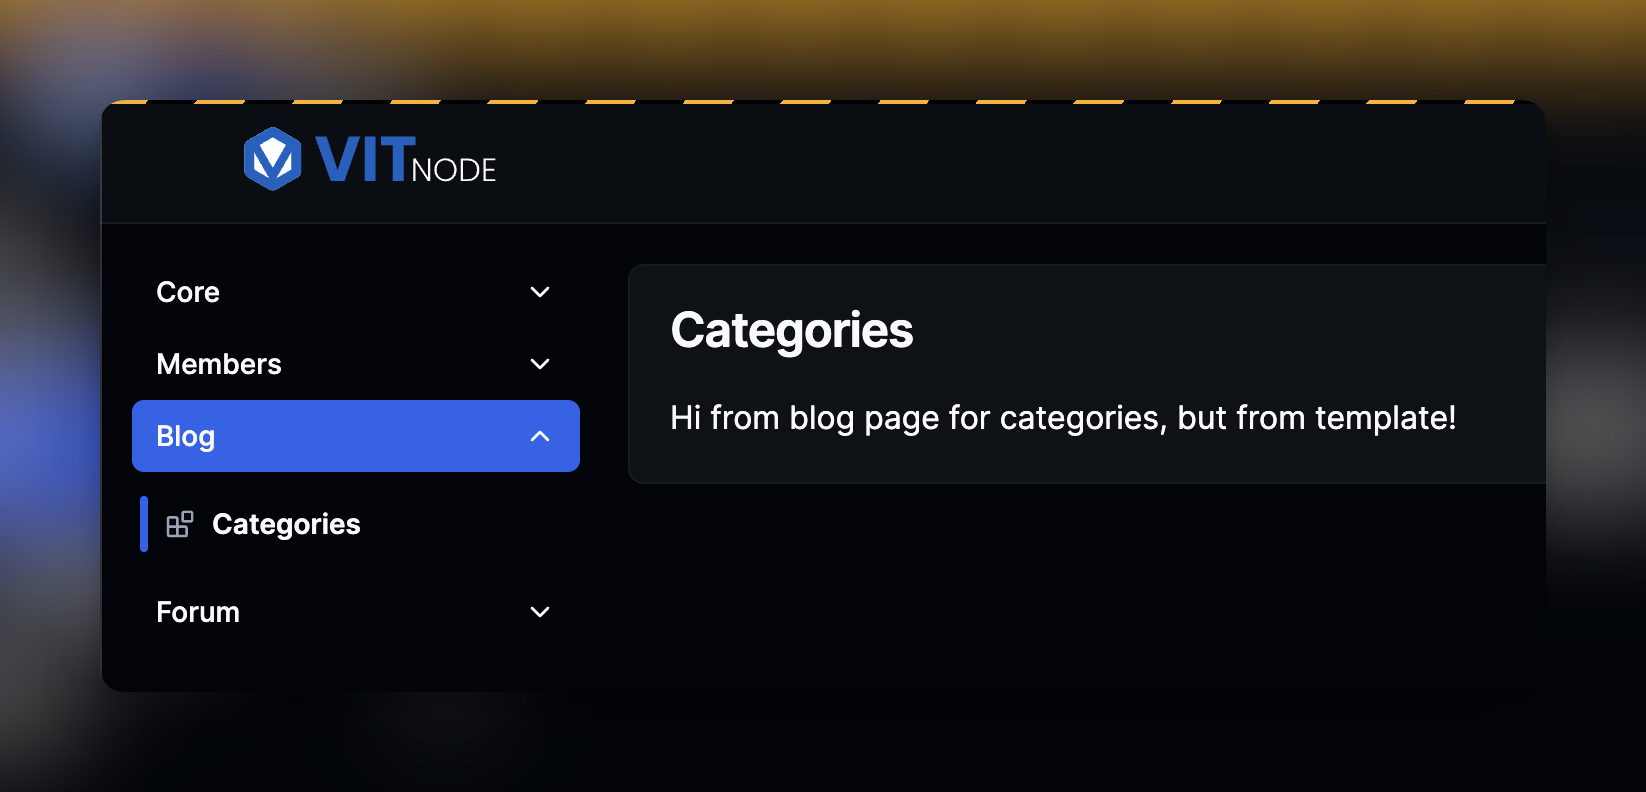 VITNODE
Core
Members
Blog
Categories
Forum
Categories
Hi from blog page for categories, but from template!